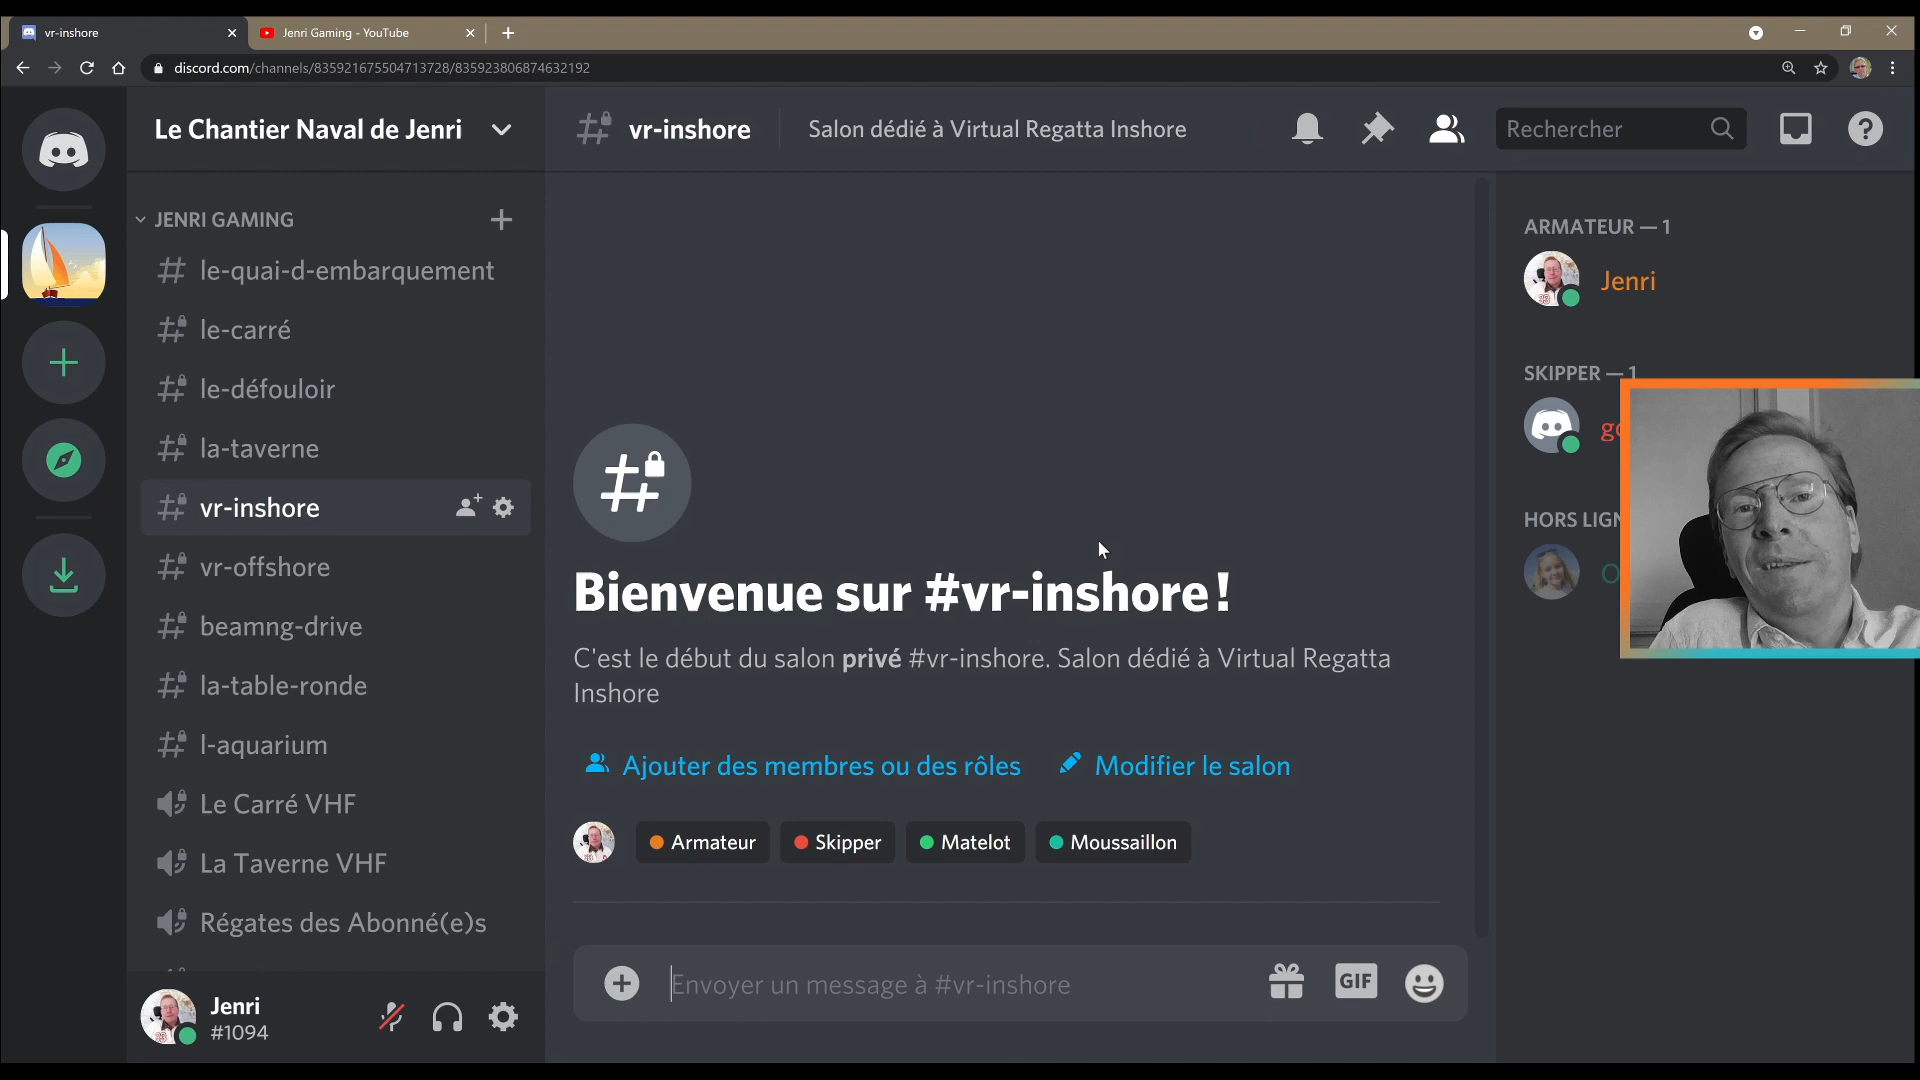 vr-inshore
Jenri Gaming - YouTube
discord.com/channels/835921675504713728/835923806874632192
Le Chantier Naval de Jenri
vr-inshore
Salon dédié à Virtual Regatta Inshore
Rechercher
JENRI GAMING
le-quai-d-embarquement
le-carré
le-défouloir
la-taverne
vr-inshore
vr-offshore
beamng-drive
la-table-ronde
l-aquarium
Le Carré VHF
La Taverne VHF
Régates des Abonné(e)s
Jenri
#1094
Bienvenue sur #vr-inshore !
C'est le début du salon privé #vr-inshore. Salon dédié à Virtual Regatta
Inshore
Ajouter des membres ou des rôles
Modifier le salon
Armateur
Skipper
Matelot
Moussaillon
Envoyer un message à #vr-inshore
GIF
ARMATEUR — 1
Jenri
SKIPPER — 1
HORS